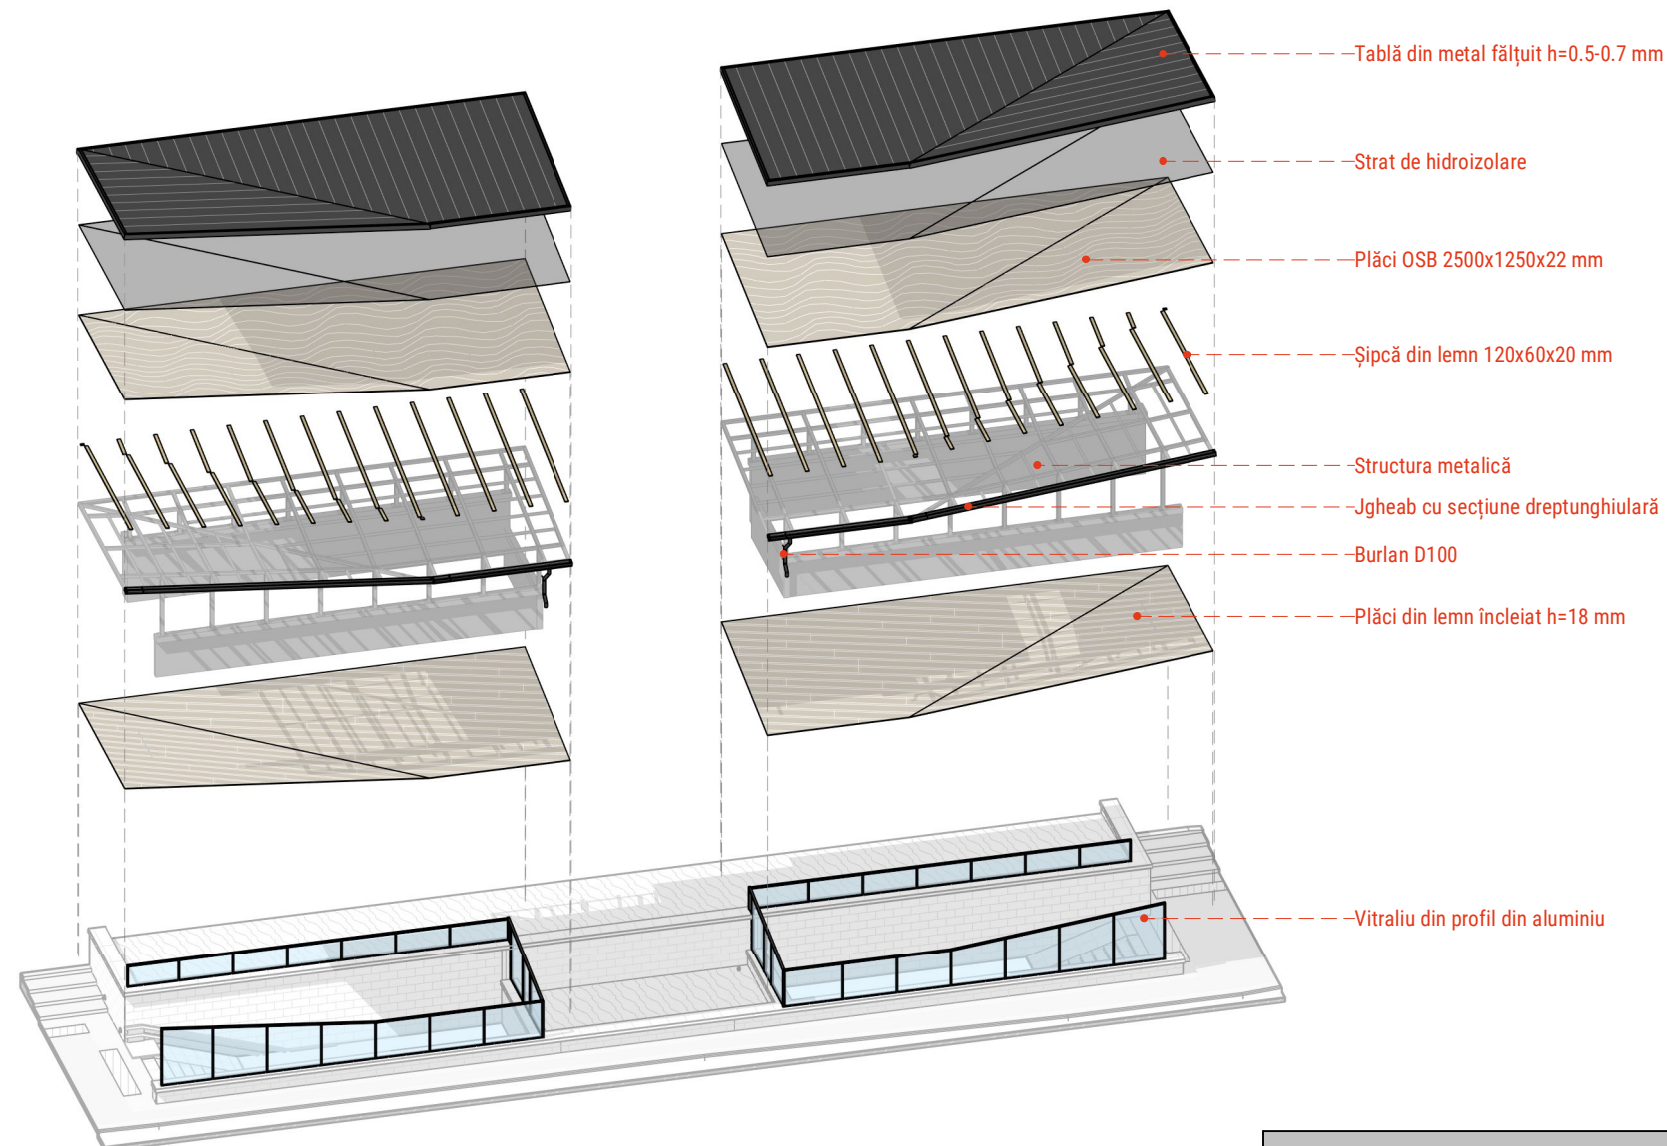 Tablă din metal fălțuit h=0.5-0.7 mm
Strat de hidroizolare
Plăci OSB 2500x1250x22 mm
Șipcă din lemn 120x60x20 mm
Structura metalică
Jgheab cu secțiune dreptunghiulară
Burlan D100
Plăci din lemn încleiat h=18 mm
Vitraliu din profil din aluminiu